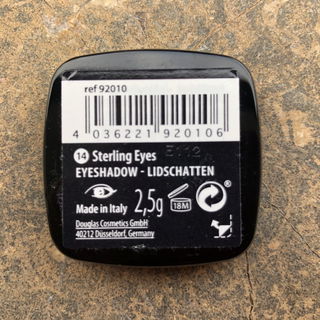 ref 92010
4 036221 920106
E112
14 Sterling Eyes
EYESHADOW - LIDSCHATTEN
Made in Italy 2,5g 18M
Douglas Cosmetics GmbH
40212 Düsseldorf, Germany